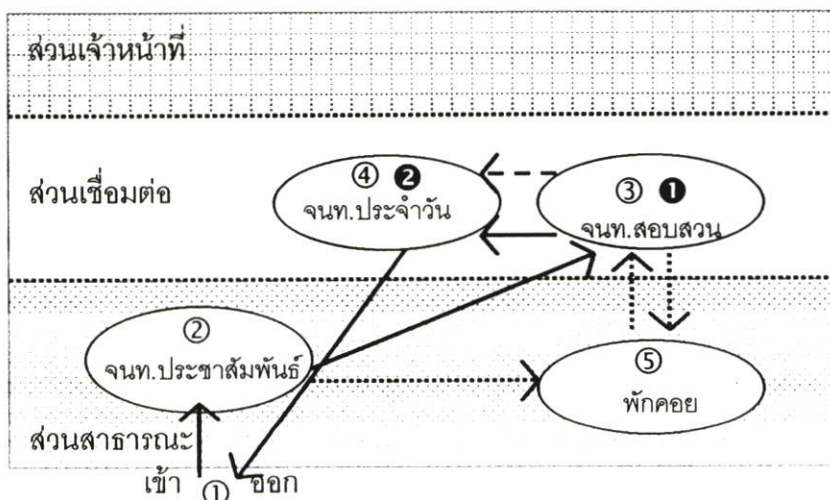 ส่วนเจ้าหน้าที่
ส่วนเชื่อมต่อ
④ ❷
จนท.ประจำวัน
③ ❶
จนท.สอบสวน
②
จนท.ประชาสัมพันธ์
⑤
พักคอย
ส่วนสาธารณะ
เข้า ① ออก